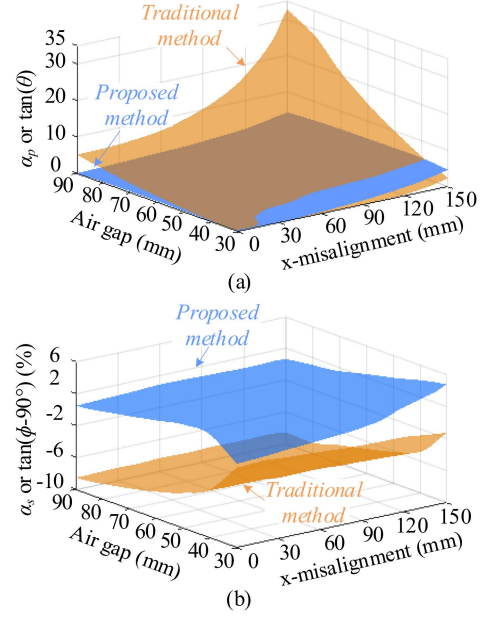 Traditional
method
Proposed
method
α_p or tan(θ)
35
30
20
10
0
90
80
70
60
50
40
30
Air gap (mm)
0
30
60
90
120
150
x-misalignment (mm)
(a)
Proposed
method
α_s or tan(ϕ-90°) (%)
6
2
-2
-6
-10
90
80
70
60
50
40
30
Air gap (mm)
Traditional
method
0
30
60
90
120
150
x-misalignment (mm)
(b)